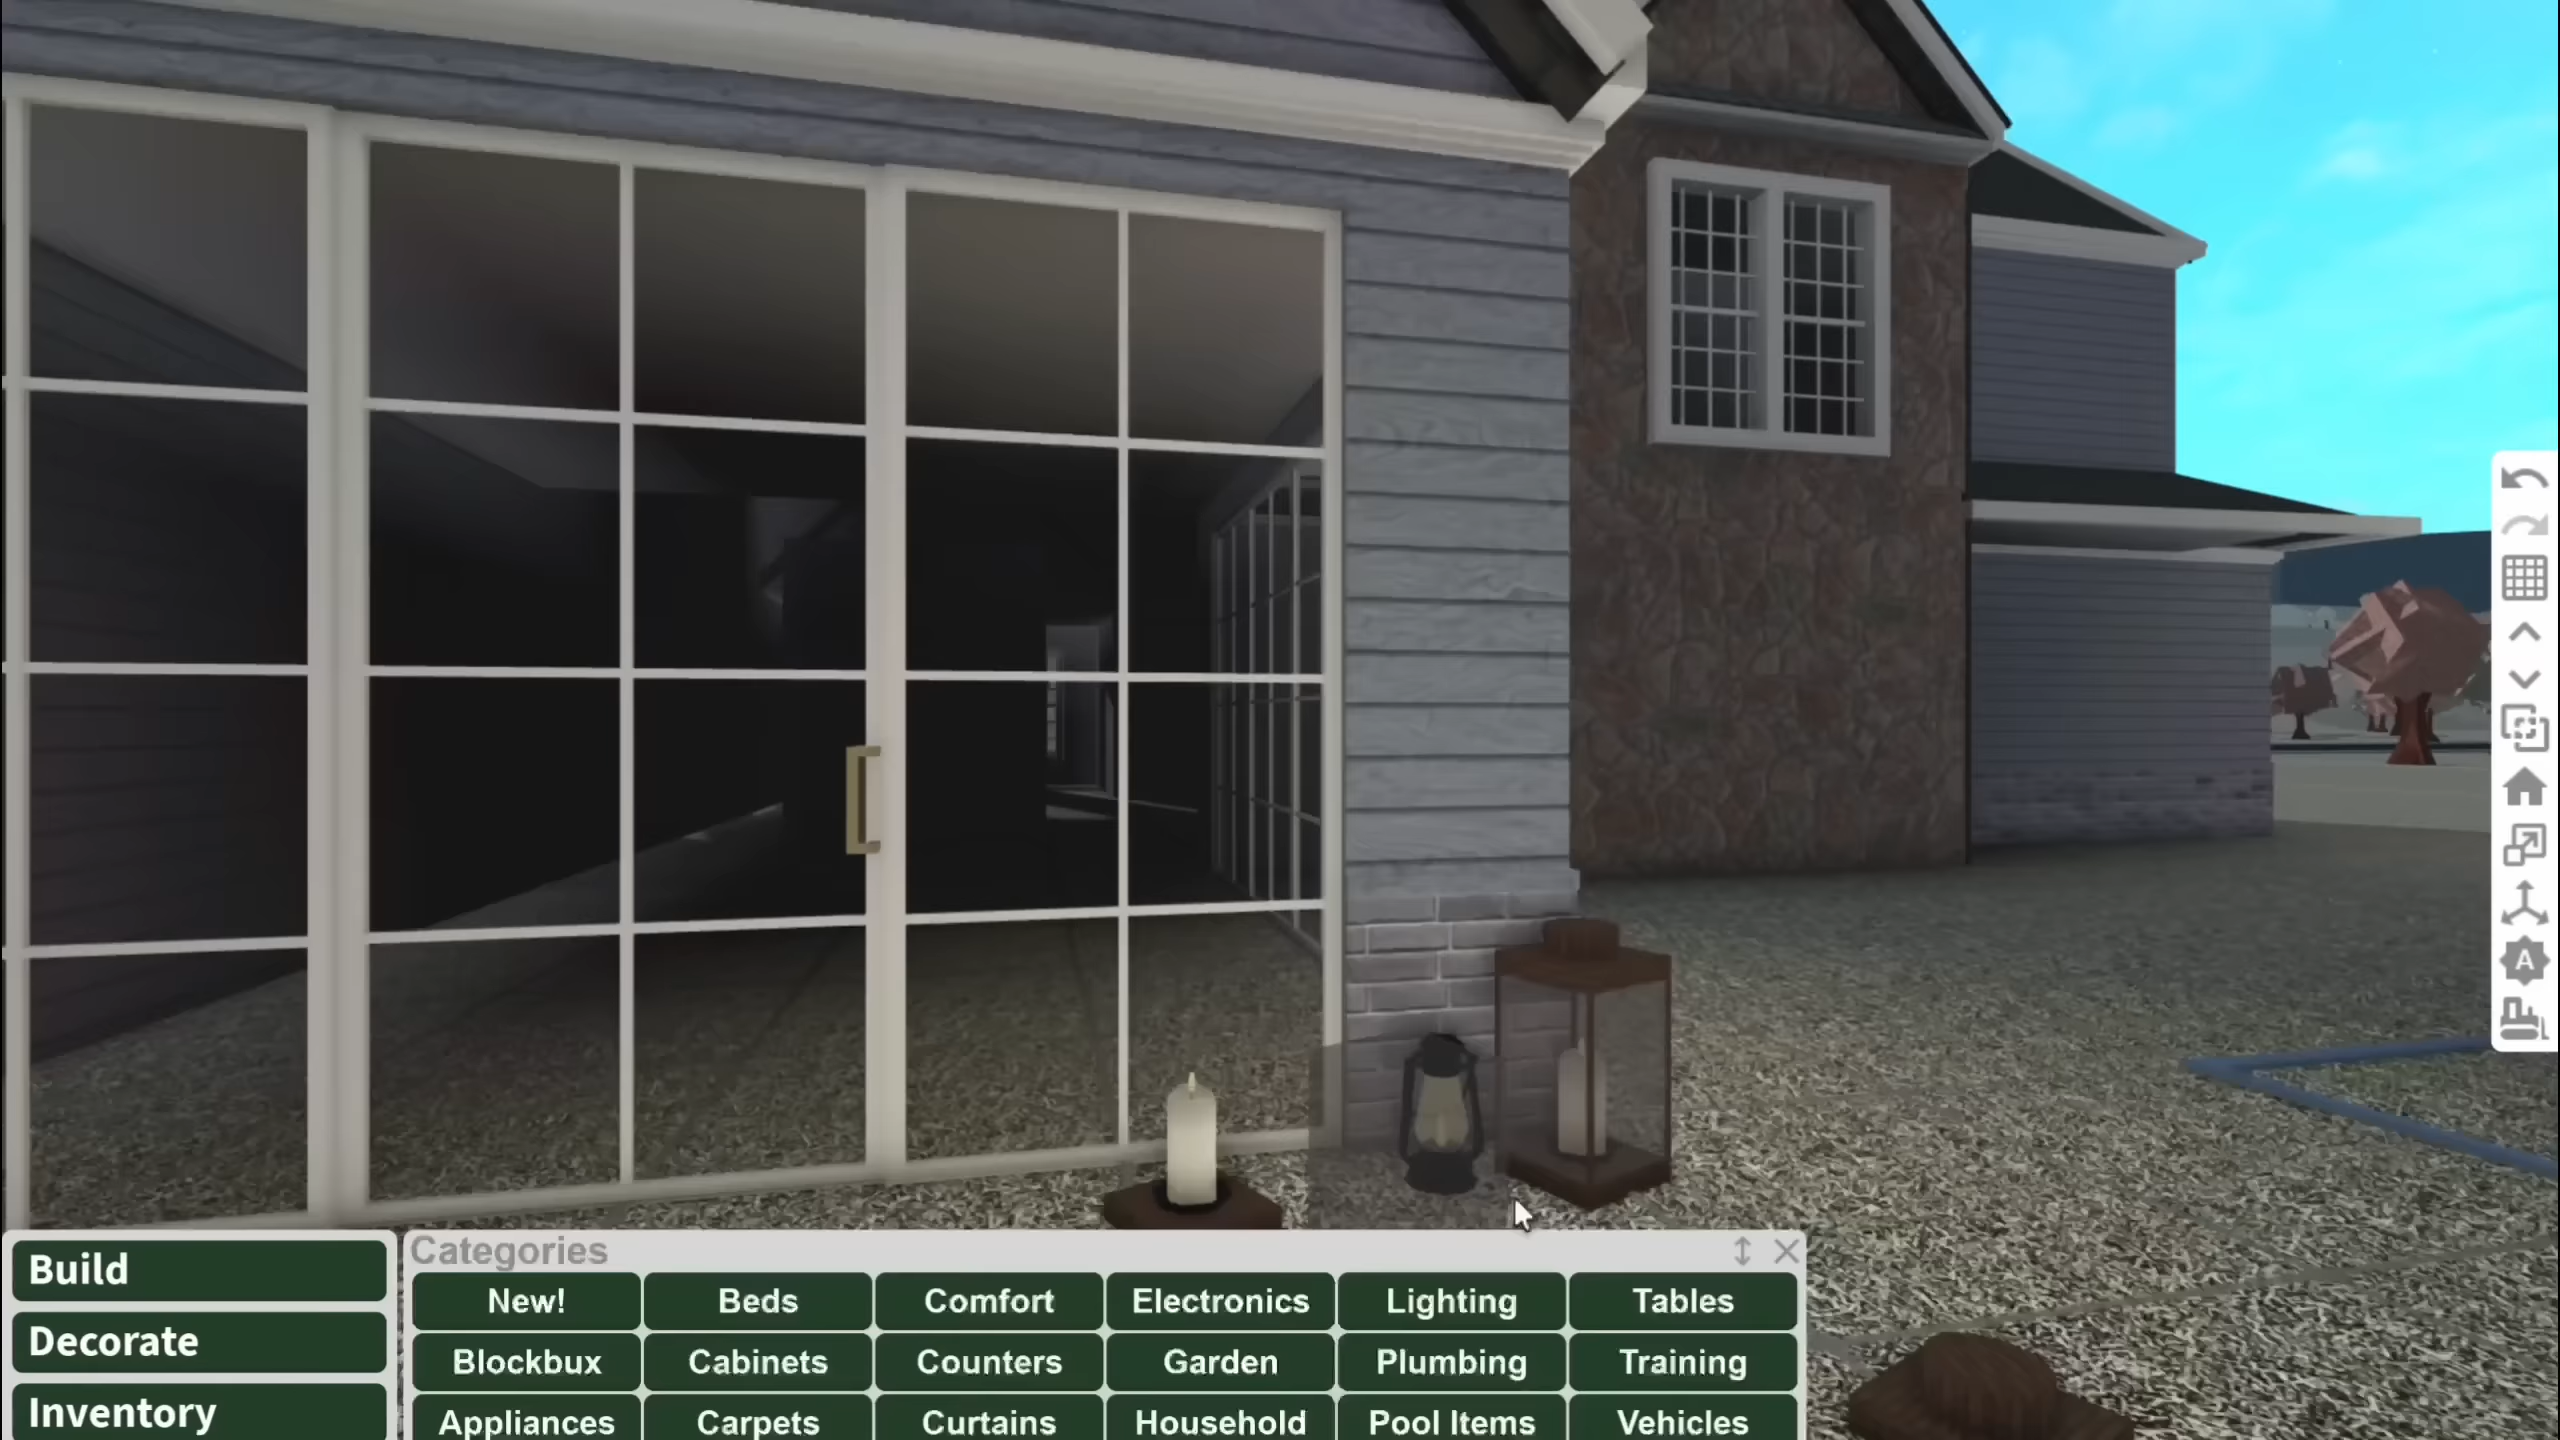 Build
Decorate
Inventory
Categories
New! Beds Comfort Electronics Lighting Tables
Blockbux Cabinets Counters Garden Plumbing Training
Appliances Carpets Curtains Household Pool Items Vehicles
A